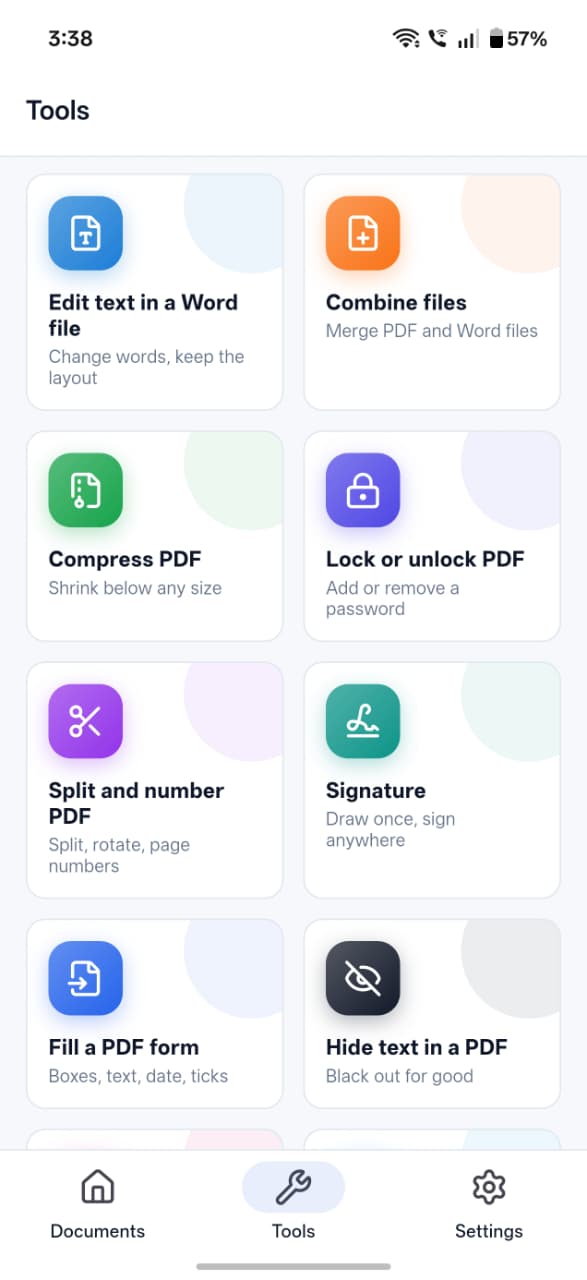 3:38
57%
Tools
Edit text in a Word
file
Change words, keep the
layout
Combine files
Merge PDF and Word files
Compress PDF
Shrink below any size
Lock or unlock PDF
Add or remove a
password
Split and number
PDF
Split, rotate, page
numbers
Signature
Draw once, sign
anywhere
Fill a PDF form
Boxes, text, date, ticks
Hide text in a PDF
Black out for good
Documents
Tools
Settings